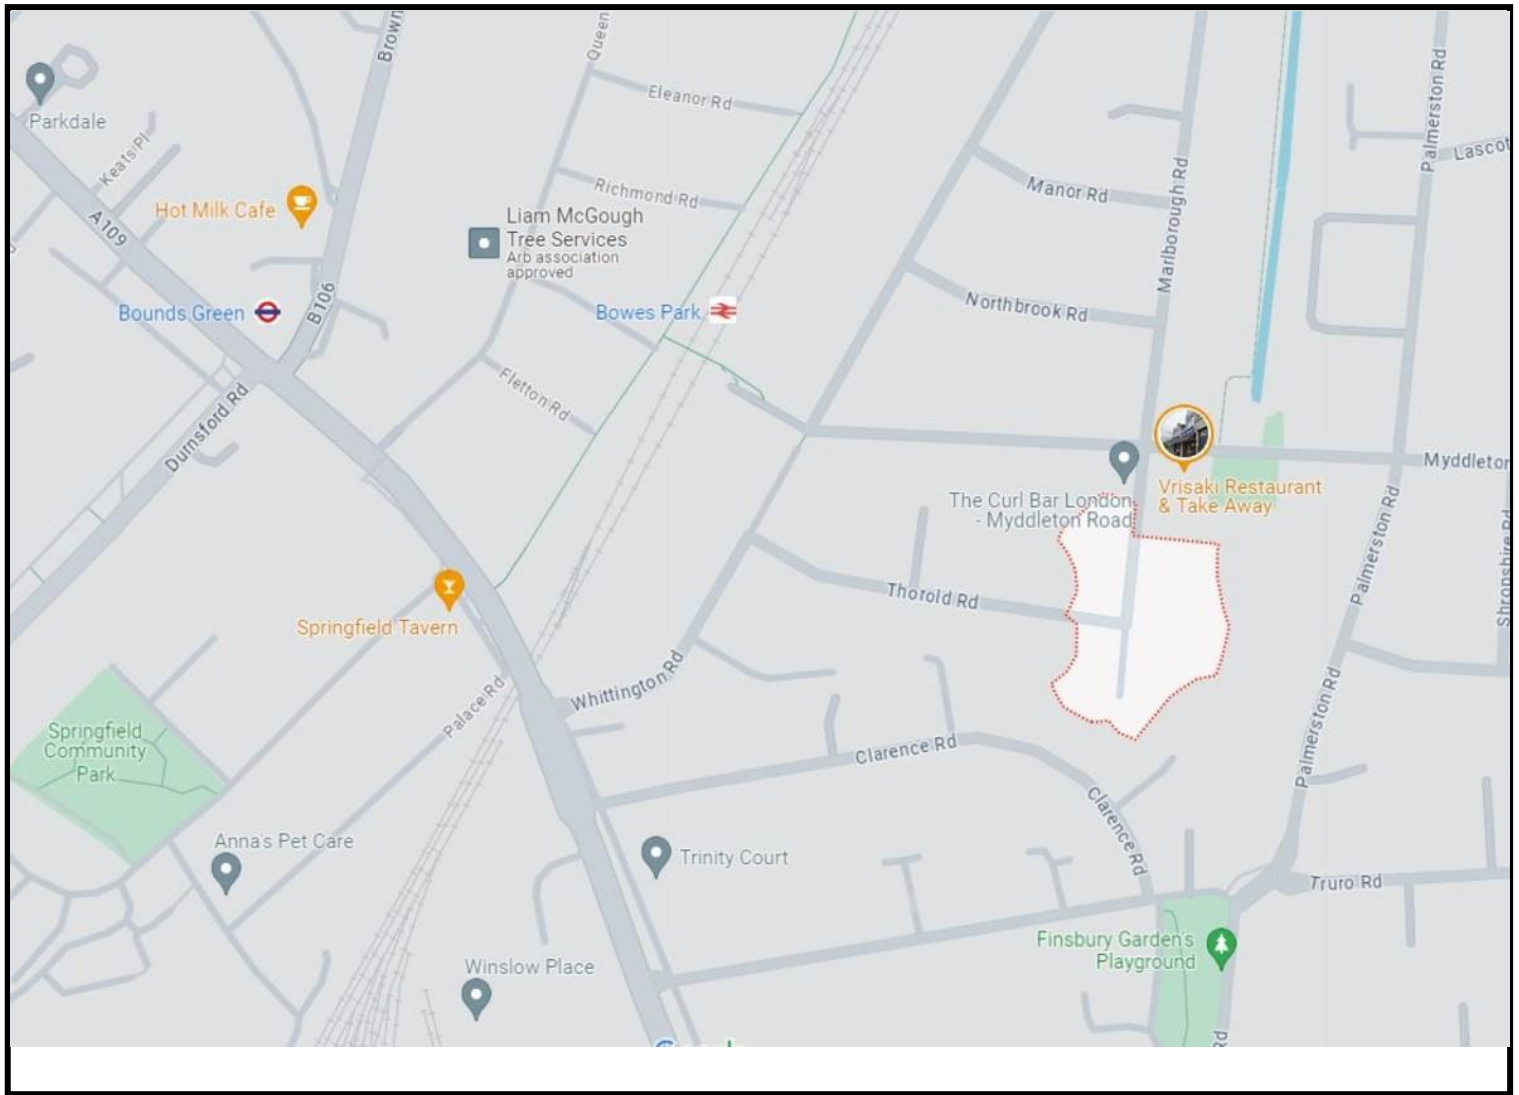 Brown
Queen
Parkdale
Keats Pl
Eleanor Rd
Palmerston Rd
Lascot
Richmond Rd
Manor Rd
Marlborough Rd
Hot Milk Cafe
A109
Liam McGough
Tree Services
Arb association
approved
Bounds Green
B106
Bowes Park
Northbrook Rd
Fletton Rd
Durnsford Rd
Myddleton
The Curl Bar London
- Myddleton Road
Vrisaki Restaurant
& Take Away
Palmerston Rd
Shropshire Rd
Thorold Rd
Springfield Tavern
Whittington Rd
Palace Rd
Springfield
Community
Park
Clarence Rd
Palmerston Rd
Clarence Rd
Anna's Pet Care
Trinity Court
Truro Rd
Finsbury Garden's
Playground
Winslow Place
Rd